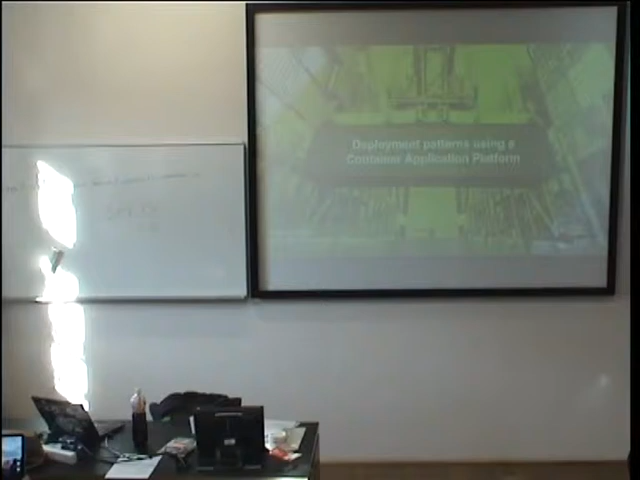 Deployment patterns using a
Container Application Platform